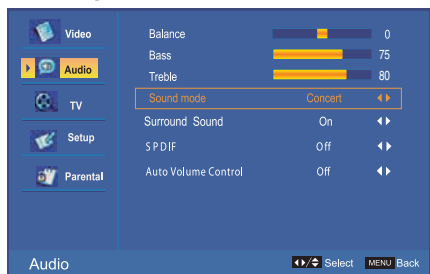 Video
Audio
TV
Setup
Parental
Balance 0
Bass 75
Treble 80
Sound mode Concert
Surround Sound On
SPDIF Off
Auto Volume Control Off
Audio
Select MENU Back